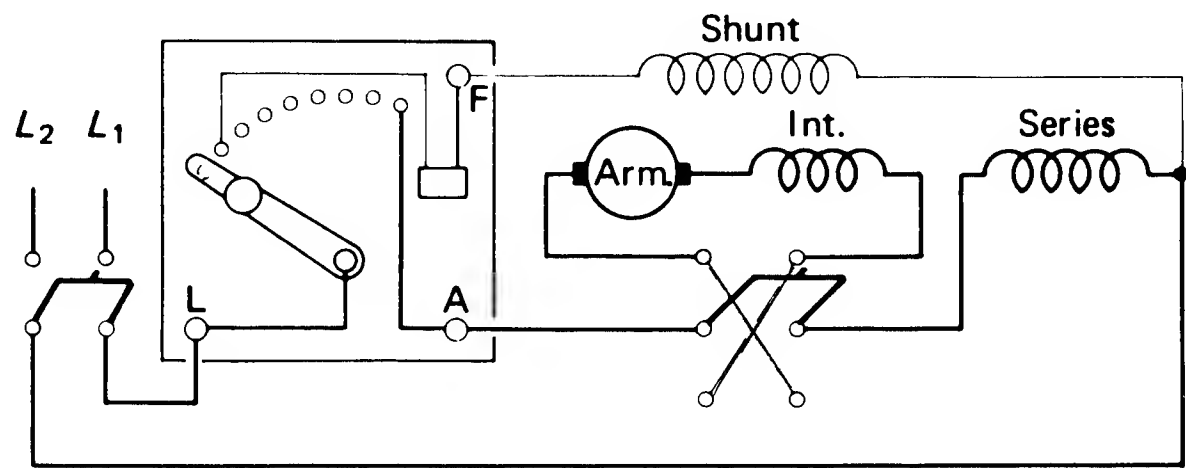 Shunt
F
L2 L1
Int.
Series
Arm.
L
A